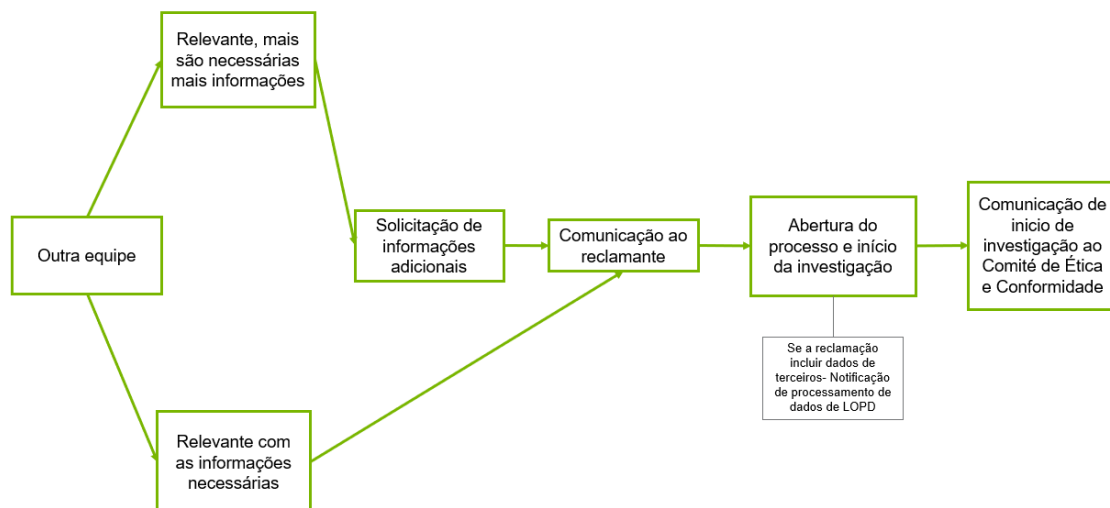 Relevante, mais
são necessárias
mais informações
Outra equipe
Solicitação de
informações
adicionais
Comunicação ao
reclamante
Abertura do
processo e início
da investigação
Comunicação de
inicio de
investigação ao
Comité de Ética
e Conformidade
Se a reclamação
incluir dados de
terceiros- Notificação
de processamento de
dados de LOPD
Relevante com
as informações
necessárias